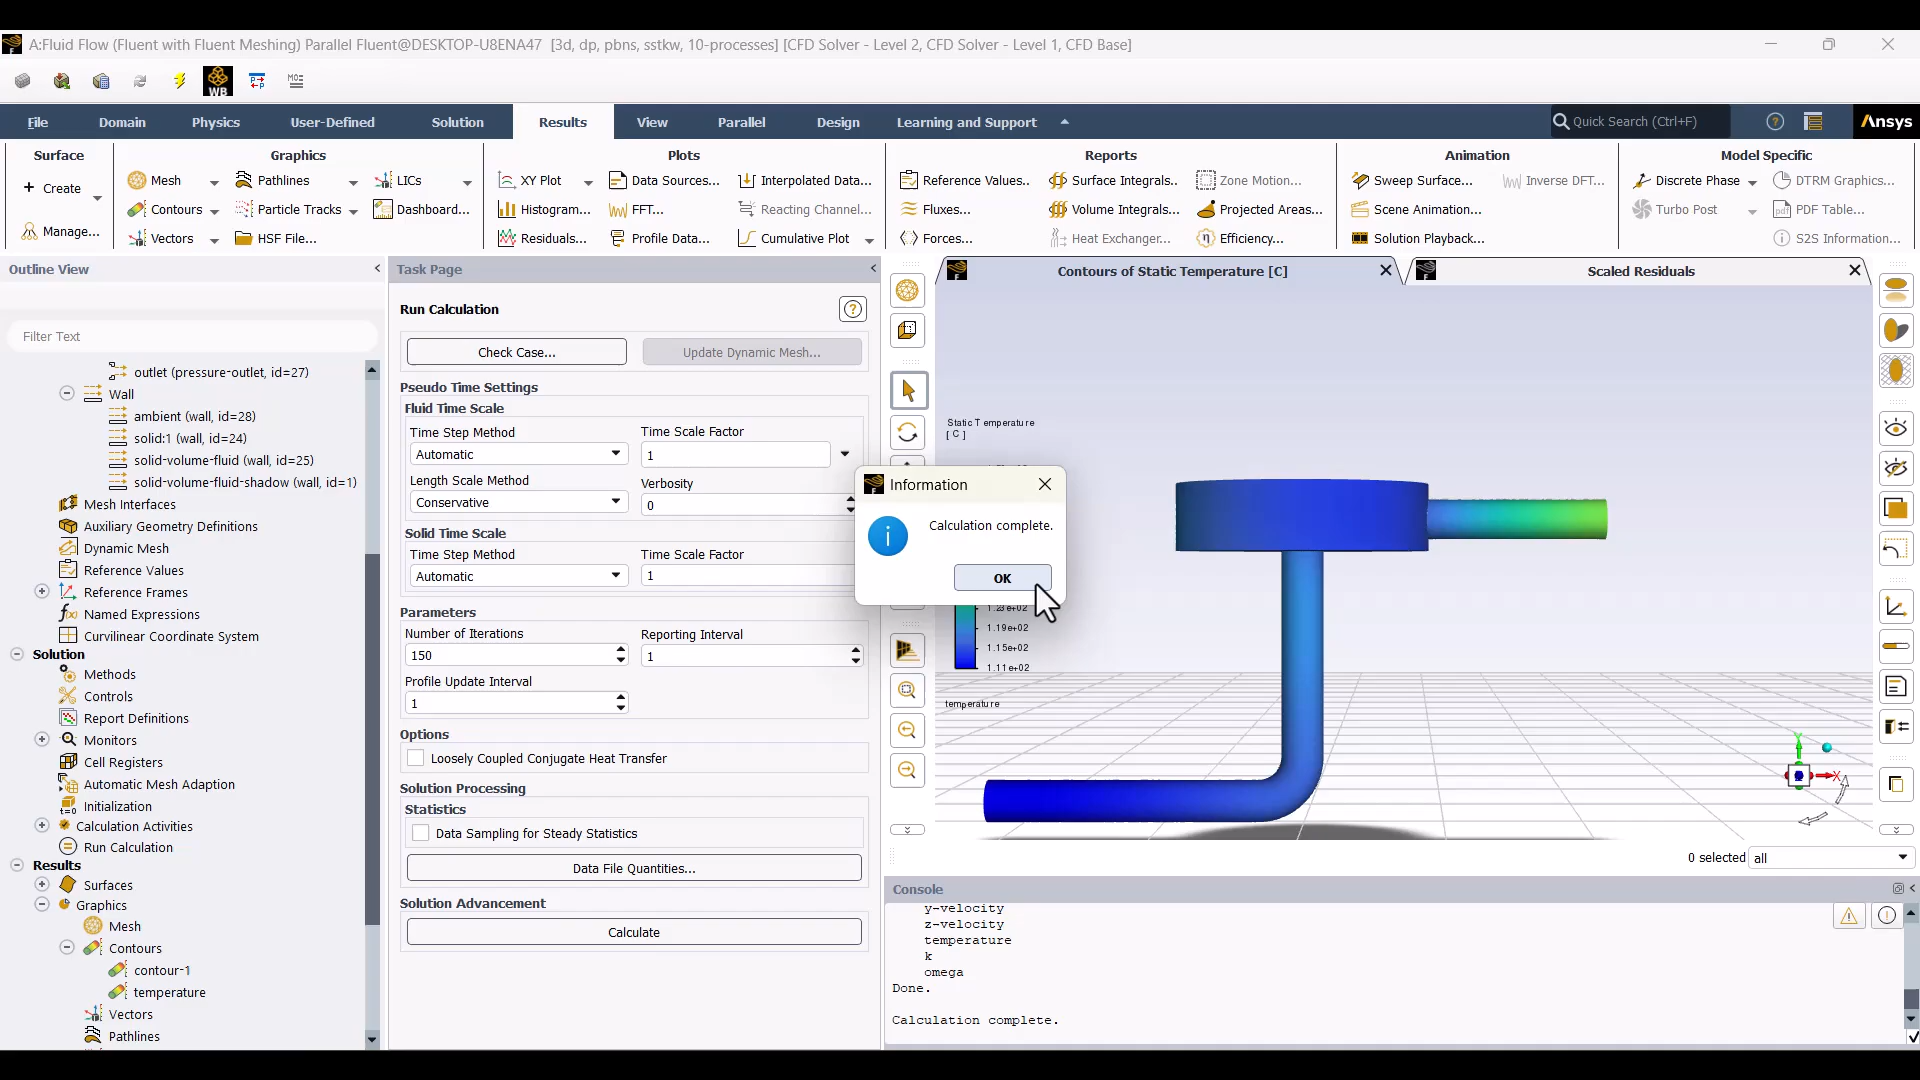 A:Fluid Flow (Fluent with Fluent Meshing) Parallel Fluent@DESKTOP-U8ENA47 [3d, dp, pbns, sstkw, 10-processes] [CFD Solver - Level 2, CFD Solver - Level 1, CFD Base]
WB
File Domain Physics User-Defined Solution Results View Parallel Design Learning and Support Quick Search (Ctrl+F) Ansys
Surface
Create
Manage...
Graphics
Mesh Pathlines LICs
Contours Particle Tracks Dashboard...
Vectors HSF File...
Plots
XY Plot Data Sources... Interpolated Data...
Histogram... FFT... Reacting Channel...
Residuals... Profile Data... Cumulative Plot
Reports
Reference Values.. Surface Integrals.. Zone Motion...
Fluxes... Volume Integrals... Projected Areas...
Forces... Heat Exchanger... Efficiency...
Animation
Sweep Surface... Inverse DFT...
Scene Animation...
Solution Playback...
Model Specific
Discrete Phase DTRM Graphics...
Turbo Post PDF Table...
S2S Information...
Outline View
Filter Text
outlet (pressure-outlet, id=27)
Wall
ambient (wall, id=28)
solid:1 (wall, id=24)
solid-volume-fluid (wall, id=25)
solid-volume-fluid-shadow (wall, id=1)
Mesh Interfaces
Auxiliary Geometry Definitions
Dynamic Mesh
Reference Values
Reference Frames
Named Expressions
Curvilinear Coordinate System
Solution
Methods
Controls
Report Definitions
Monitors
Cell Registers
Automatic Mesh Adaption
Initialization
Calculation Activities
Run Calculation
Results
Surfaces
Graphics
Mesh
Contours
contour-1
temperature
Vectors
Pathlines
Task Page
Run Calculation
Check Case... Update Dynamic Mesh...
Pseudo Time Settings
Fluid Time Scale
Time Step Method Time Scale Factor
Automatic 1
Length Scale Method Verbosity
Conservative 0
Solid Time Scale
Time Step Method Time Scale Factor
Automatic 1
Parameters
Number of Iterations Reporting Interval
150 1
Profile Update Interval
1
Options
Loosely Coupled Conjugate Heat Transfer
Solution Processing
Statistics
Data Sampling for Steady Statistics
Data File Quantities...
Solution Advancement
Calculate
Contours of Static Temperature [C] Scaled Residuals
Static Temperature
[ C ]
Information
Calculation complete.
OK
1.23e+02
1.19e+02
1.15e+02
1.11e+02
temperature
Y
X
0 selected all
Console
y-velocity
z-velocity
temperature
k
omega
Done.
Calculation complete.